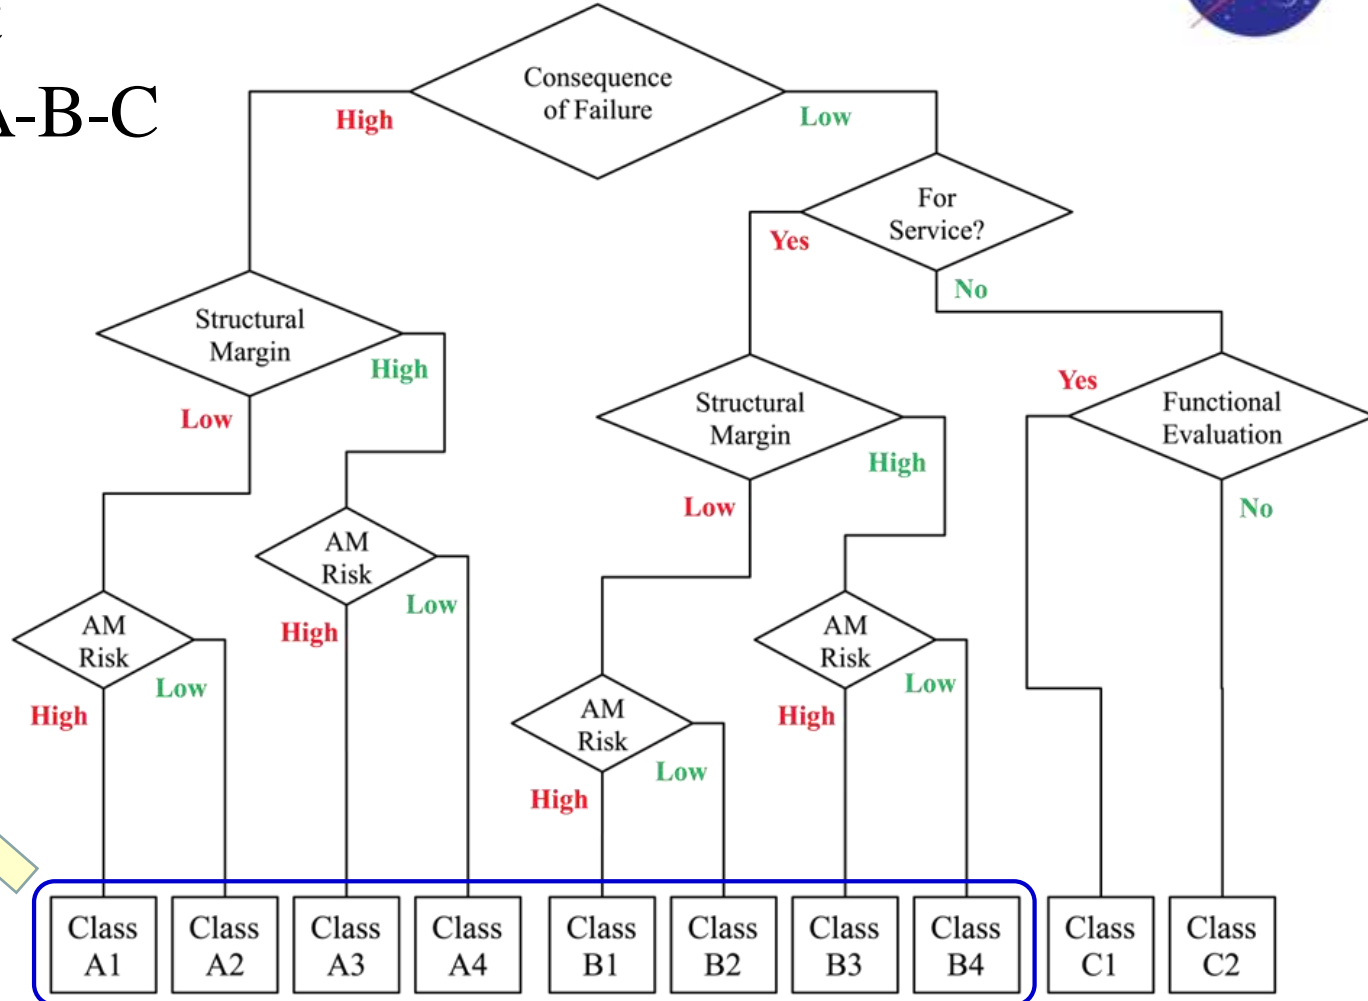 A-B-C
Consequence
of Failure
High
Low
For
Service?
Yes
No
Structural
Margin
High
Low
Structural
Margin
High
Low
Yes
Functional
Evaluation
No
AM
Risk
Low
High
AM
Risk
Low
High
AM
Risk
Low
High
AM
Risk
Low
High
Class
A1
Class
A2
Class
A3
Class
A4
Class
B1
Class
B2
Class
B3
Class
B4
Class
C1
Class
C2